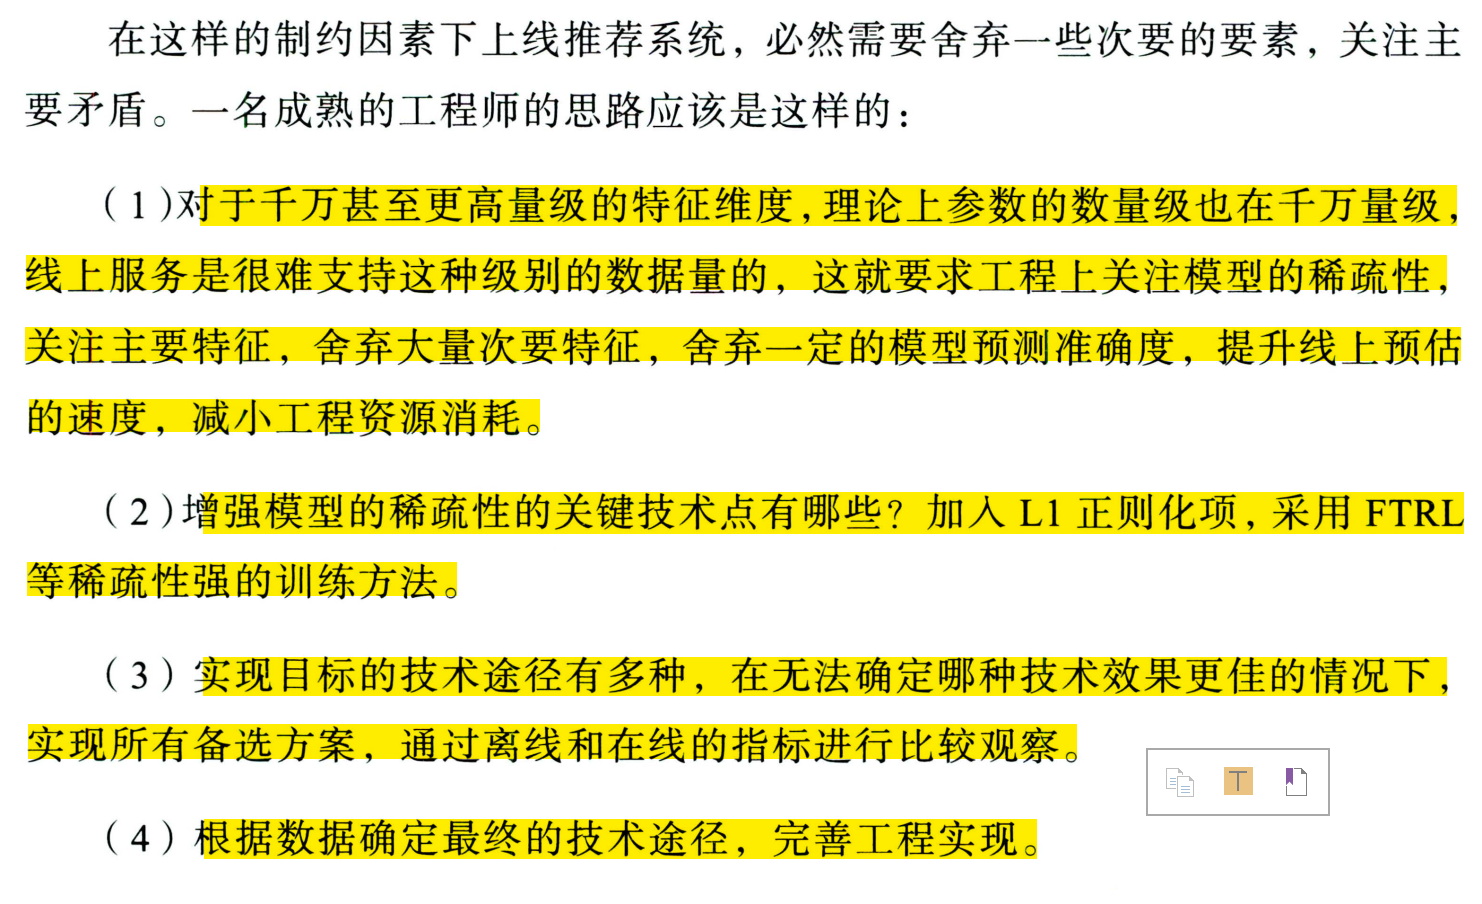 在这样的制约因素下上线推荐系统，必然需要舍弃一些次要的要素，关注主
要矛盾。一名成熟的工程师的思路应该是这样的：
（1）对于千万甚至更高量级的特征维度，理论上参数的数量级也在千万量级，
线上服务是很难支持这种级别的数据量的，这就要求工程上关注模型的稀疏性，
关注主要特征，舍弃大量次要特征，舍弃一定的模型预测准确度，提升线上预估
的速度，减小工程资源消耗。
（2）增强模型的稀疏性的关键技术点有哪些？加入 L1 正则化项，采用 FTRL
等稀疏性强的训练方法。
（3）实现目标的技术途径有多种，在无法确定哪种技术效果更佳的情况下，
实现所有备选方案，通过离线和在线的指标进行比较观察。
（4）根据数据确定最终的技术途径，完善工程实现。